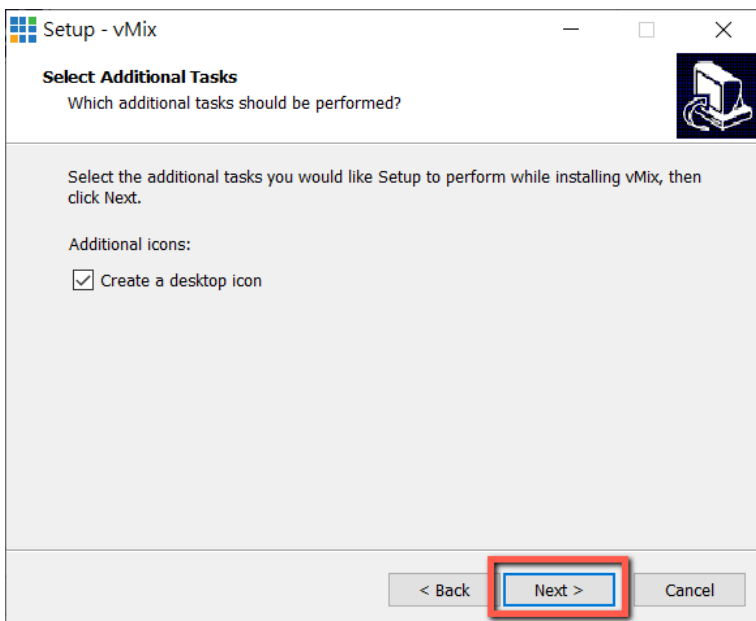 Setup - vMix
Select Additional Tasks
Which additional tasks should be performed?
Select the additional tasks you would like Setup to perform while installing vMix, then
click Next.
Additional icons:
Create a desktop icon
< Back
Next >
Cancel